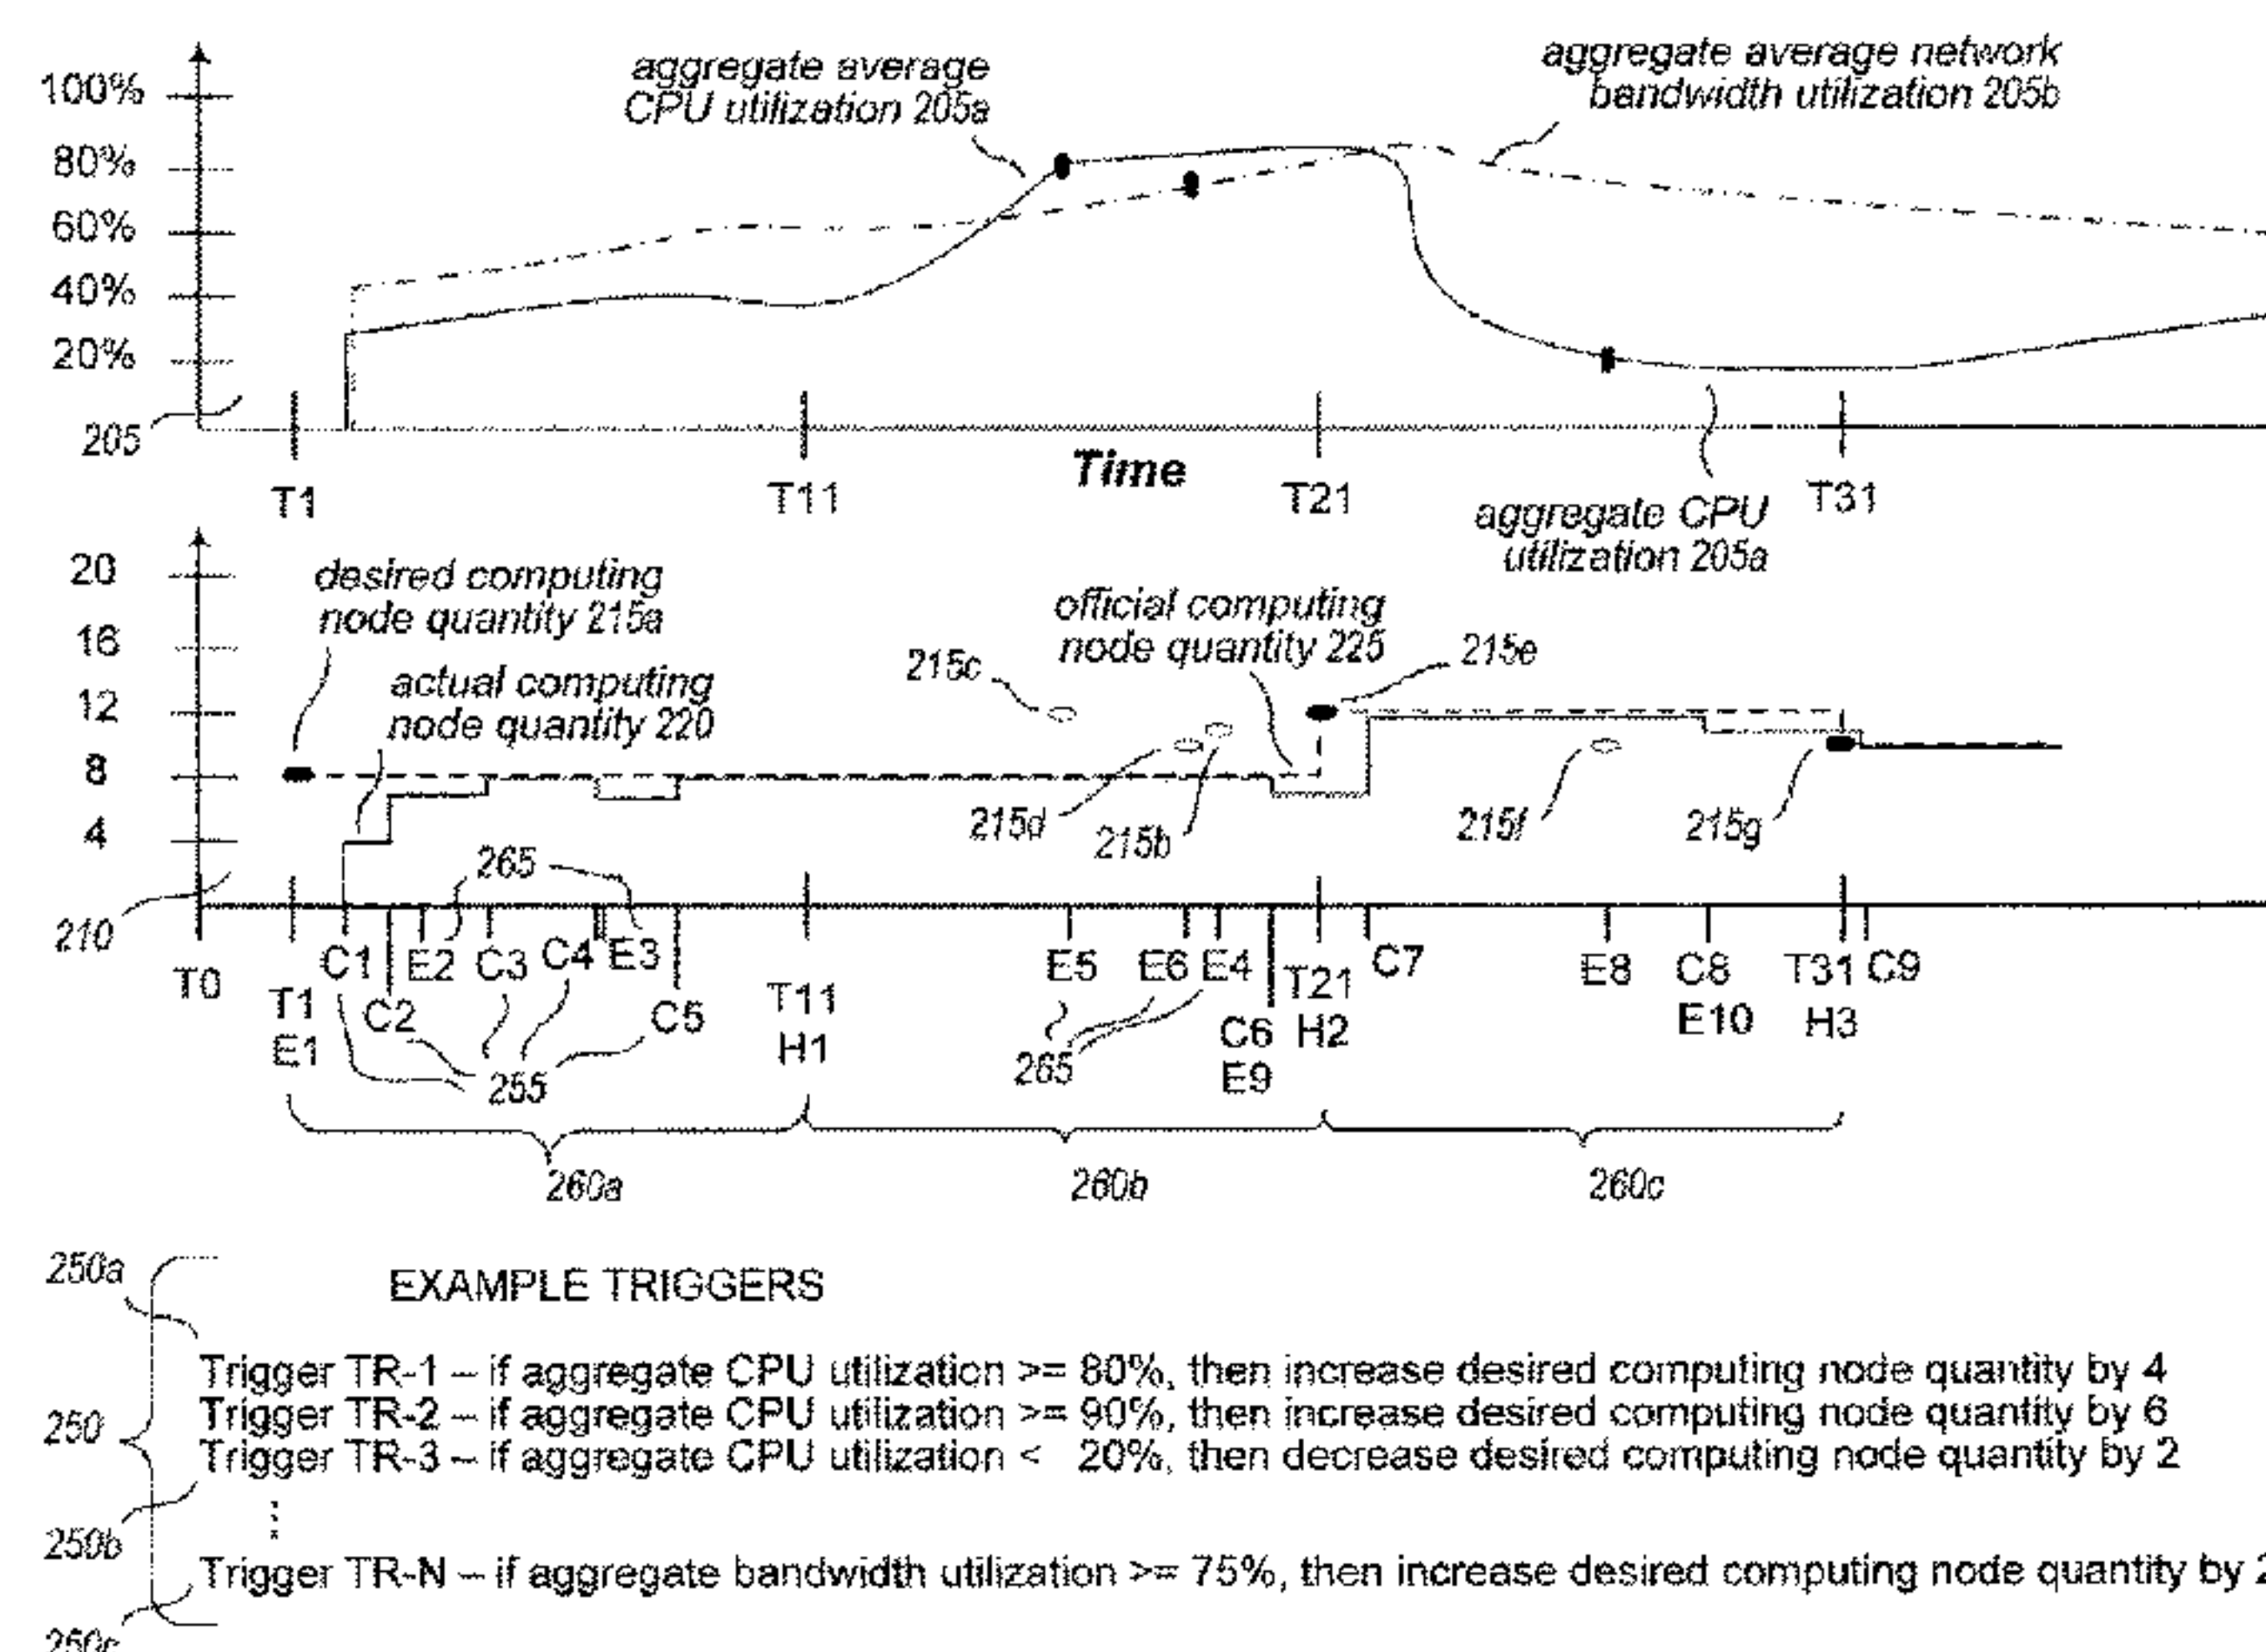 100%
80%
60%
40%
20%
aggregate average
CPU utilization 205a
aggregate average network
bandwidth utilization 205b
205
T1
T11
Time
T21
T31
aggregate CPU
utilization 205a
20
16
12
8
4
desired computing
node quantity 215a
actual computing
node quantity 220
official computing
node quantity 225
215c
215e
215d
215b
215f
215g
265
210
T0
T1
E1
C1
C2
E2
C3
C4
E3
C5
T11
H1
E5
E6
E4
C6
E9
T21
H2
C7
E8
C8
E10
T31
H3
C9
255
265
260a
260b
260c
250a
EXAMPLE TRIGGERS
Trigger TR-1 – if aggregate CPU utilization >= 80%, then increase desired computing node quantity by 4
250
Trigger TR-2 – if aggregate CPU utilization >= 90%, then increase desired computing node quantity by 6
Trigger TR-3 – if aggregate CPU utilization < 20%, then decrease desired computing node quantity by 2
250b
Trigger TR-N – if aggregate bandwidth utilization >= 75%, then increase desired computing node quantity by 2
250c